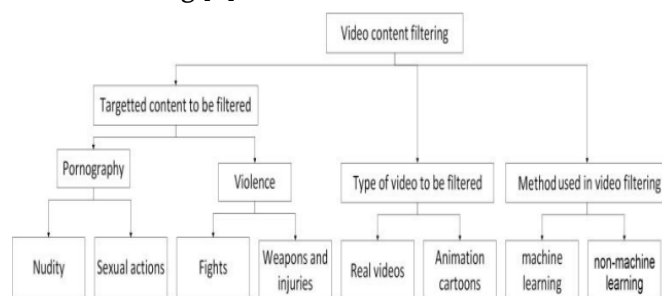 Video content filtering
Targetted content to be filtered
Pornography
Violence
Type of video to be filtered
Method used in video filtering
Nudity
Sexual actions
Fights
Weapons and
injuries
Real videos
Animation
cartoons
machine
learning
non-machine
learning